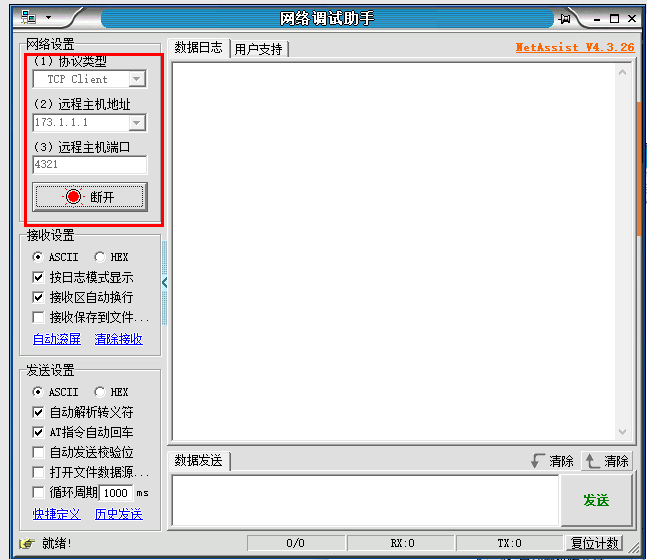 网络调试助手
网络设置
(1) 协议类型
TCP Client
(2) 远程主机地址
173.1.1.1
(3) 远程主机端口
4321
断开
接收设置
ASCII HEX
按日志模式显示
接收区自动换行
接收保存到文件...
自动滚屏 清除接收
发送设置
ASCII HEX
自动解析转义符
AT指令自动回车
自动发送校验位
打开文件数据源...
循环周期 1000 ms
快捷定义 历史发送
数据日志 用户支持 NetAssist V4.3.26
数据发送 清除 清除
发送
就绪! 0/0 RX:0 TX:0 复位计数